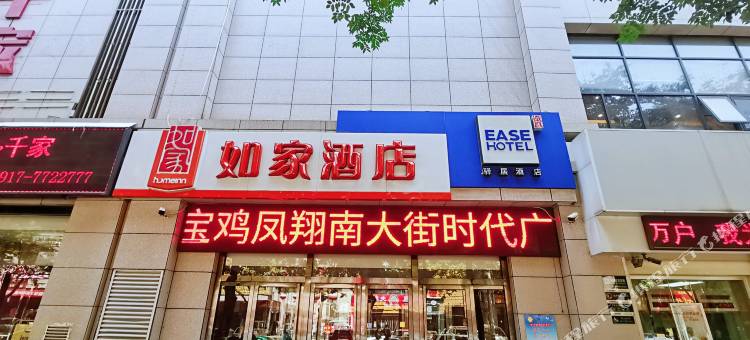 千家
917-7722777
如家
humeinn
如家酒店
EASE
HOTEL
驿居酒店
宝鸡凤翔南大街时代广
万户